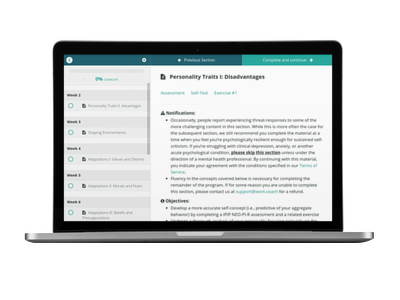 Previous Section
Complete and continue
0% COMPLETE
Week 2
Personality Traits I: Advantages
Week 3
Shaping Environments
Week 4
Adaptations I: Values and Desires
Week 5
Adaptations II: Morals and Fears
Week 6
Adaptations III: Beliefs and
Presuppositions
Personality Traits I: Disadvantages
Assessment Self-Test Exercise #1
Notifications:
Occasionally, people report experiencing threat responses to some of the
more challenging content in this section. While this is more often the case for
the subsequent section, we still recommend you complete the material at a
time when you feel you're psychologically resilient enough for sustained self
criticism. If you're struggling with clinical depression, anxiety, or another
acute psychological condition, please skip this section unless under the
direction of a mental health professional. By continuing with this material,
you indicate your agreement with the conditions specified in our Terms of
Service.
Fluency in the concepts covered below is necessary for completing the
remainder of the program. If for some reason you are unable to complete
this section, please contact us at support@work.coach for a refund.
Objectives:
Develop a more accurate self-concept (i.e., predictive of your aggregate
behavior) by completing a IPIP NEO-PI-R assessment and a related exercise